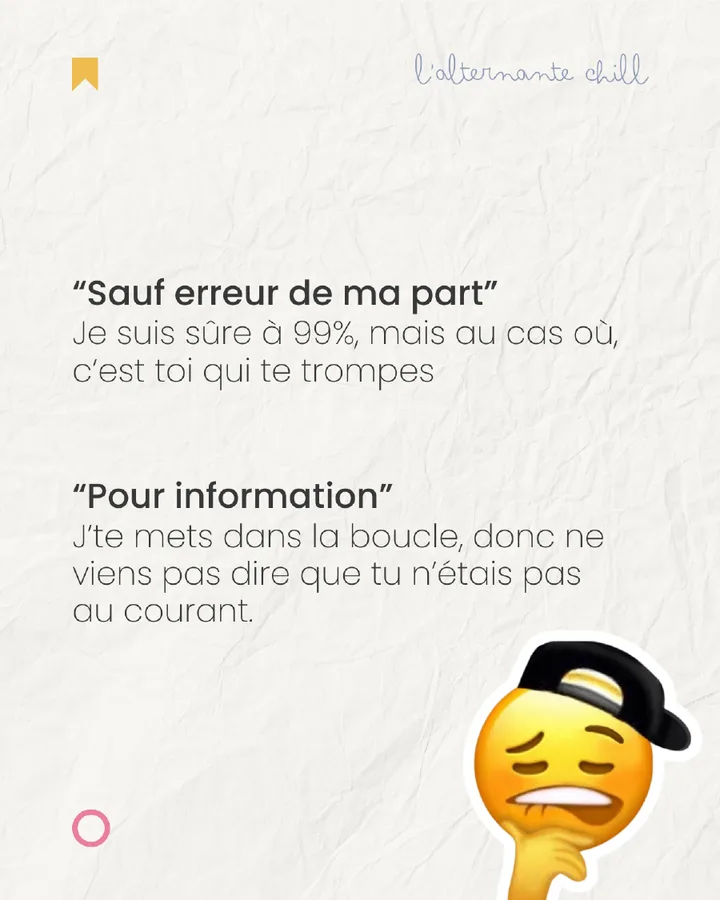 l'alternante chill
“Sauf erreur de ma part”
Je suis sûre à 99%, mais au cas où,
c’est toi qui te trompes
“Pour information”
J’te mets dans la boucle, donc ne
viens pas dire que tu n’étais pas
au courant.